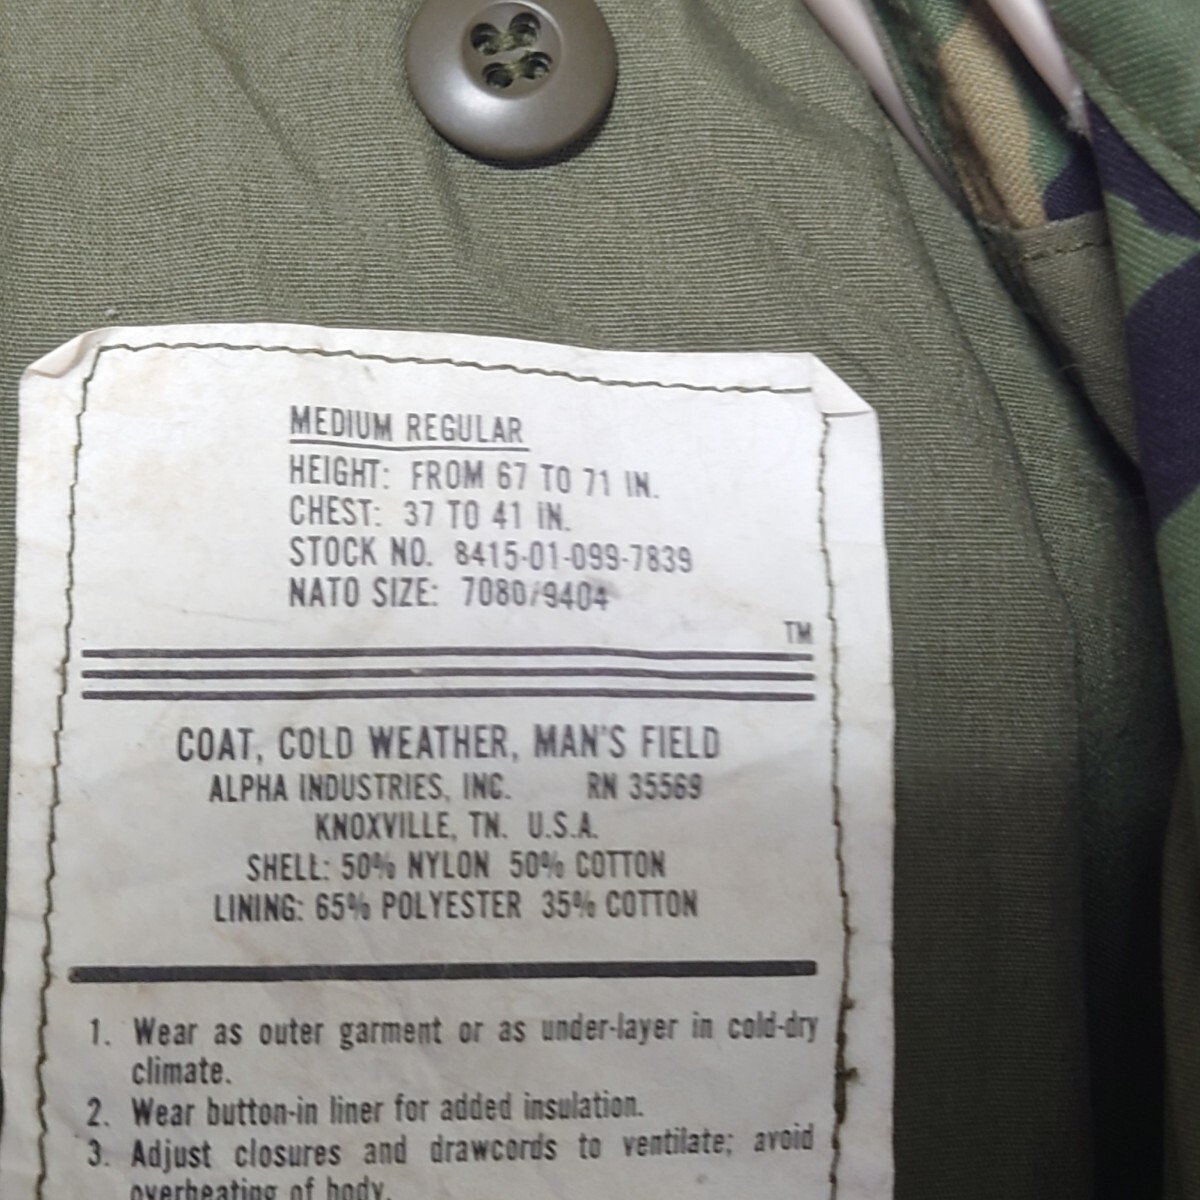 MEDIUM REGULAR
HEIGHT: FROM 67 TO 71 IN.
CHEST: 37 TO 41 IN.
STOCK NO. 8415-01-099-7839
NATO SIZE: 7080/9404
TM
COAT, COLD WEATHER, MAN'S FIELD
ALPHA INDUSTRIES, INC. RN 35569
KNOXVILLE, TN. U.S.A.
SHELL: 50% NYLON 50% COTTON
LINING: 65% POLYESTER 35% COTTON
1. Wear as outer garment or as under-layer in cold-dry
climate.
2. Wear button-in liner for added insulation.
3. Adjust closures and drawcords to ventilate; avoid
overheating of body.